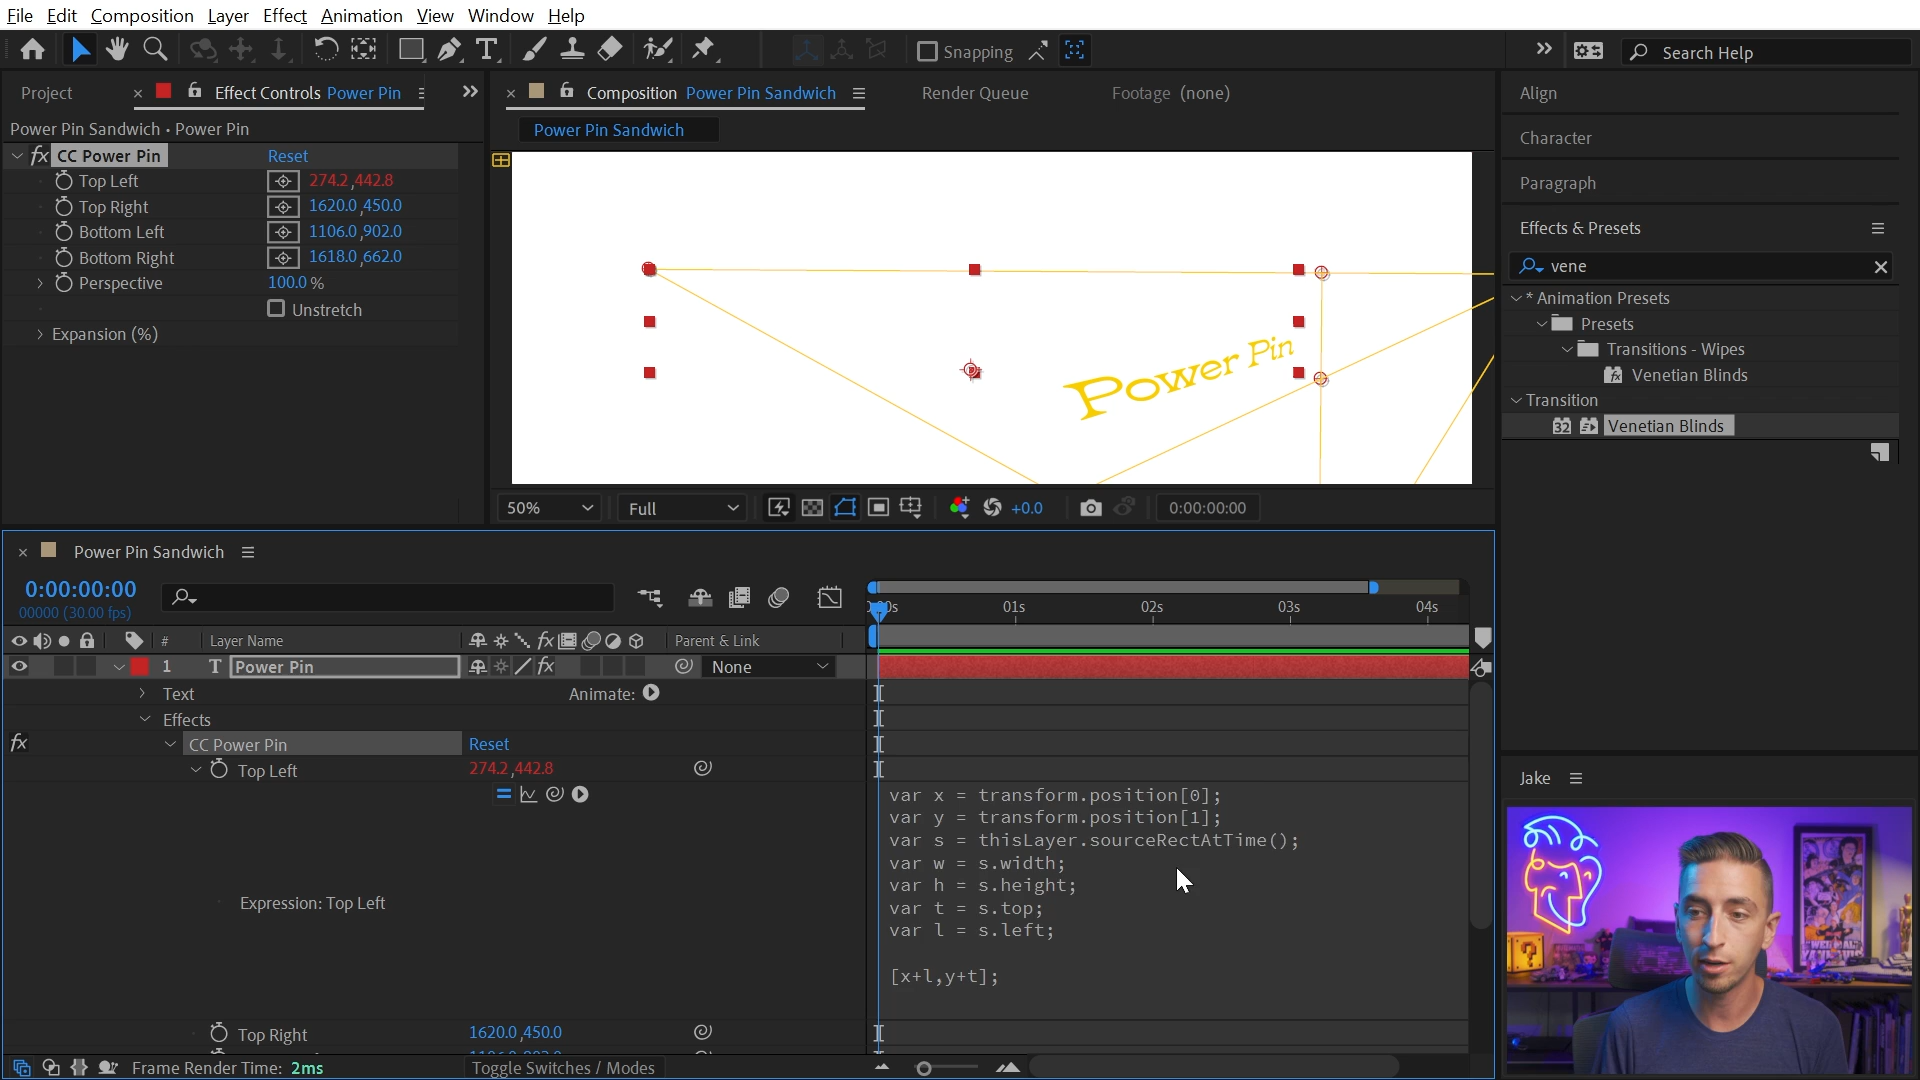 File Edit Composition Layer Effect Animation View Window Help
Snapping
Search Help
Project
Effect Controls Power Pin
Composition Power Pin Sandwich
Render Queue
Footage (none)
Align
Power Pin Sandwich • Power Pin
Power Pin Sandwich
fx CC Power Pin Reset
Top Left 274.2,442.8
Top Right 1620.0,450.0
Bottom Left 1106.0,902.0
Bottom Right 1618.0,662.0
Perspective 100.0 %
Unstretch
Expansion (%)
Power Pin
Character
Paragraph
Effects & Presets
vene
* Animation Presets
Presets
Transitions - Wipes
Venetian Blinds
Transition
32 Venetian Blinds
50% Full +0.0 0:00:00:00
Power Pin Sandwich
0:00:00:00
00000 (30.00 fps)
01s 02s 03s 04s
# Layer Name fx Parent & Link
1 T Power Pin fx None
Text Animate:
Effects
fx CC Power Pin Reset
Top Left 274.2,442.8
Expression: Top Left
var x = transform.position[0];
var y = transform.position[1];
var s = thisLayer.sourceRectAtTime();
var w = s.width;
var h = s.height;
var t = s.top;
var l = s.left;
[x+l,y+t];
Top Right 1620.0,450.0
Frame Render Time: 2ms
Toggle Switches / Modes
Jake